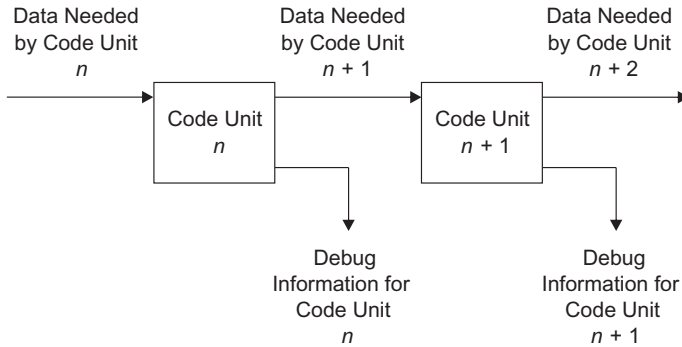 Data Needed
by Code Unit
n
Data Needed
by Code Unit
n + 1
Data Needed
by Code Unit
n + 2
Code Unit
n
Code Unit
n + 1
Debug
Information for
Code Unit
n
Debug
Information for
Code Unit
n + 1